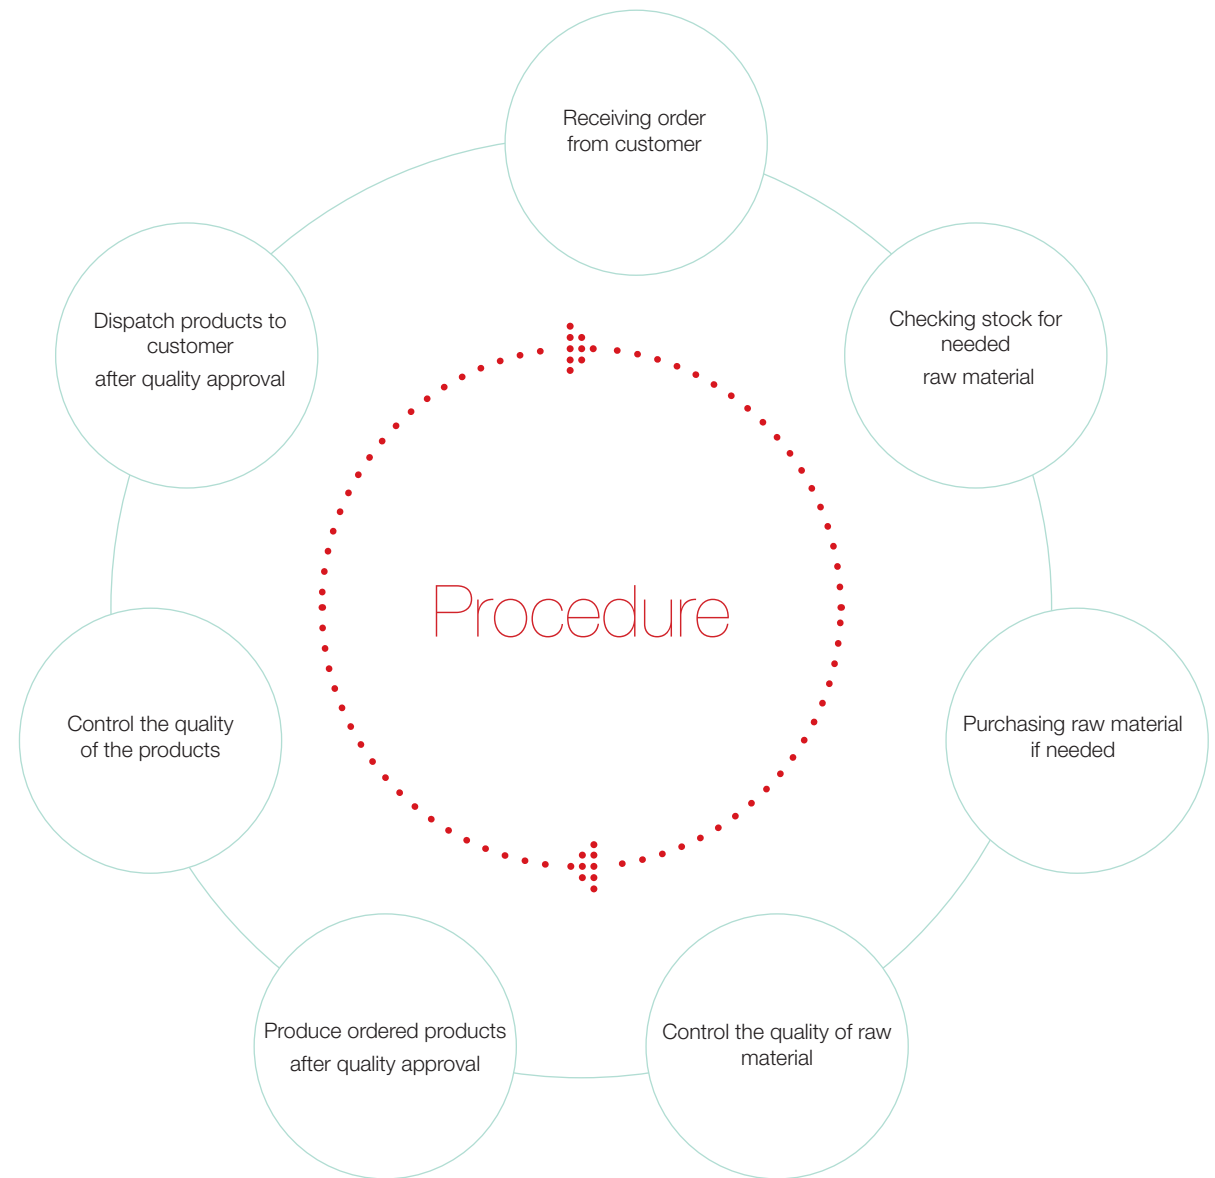 Receiving order
from customer
Checking stock for
needed
raw material
Purchasing raw material
if needed
Control the quality of raw
material
Produce ordered products
after quality approval
Control the quality
of the products
Dispatch products to
customer
after quality approval
Procedure